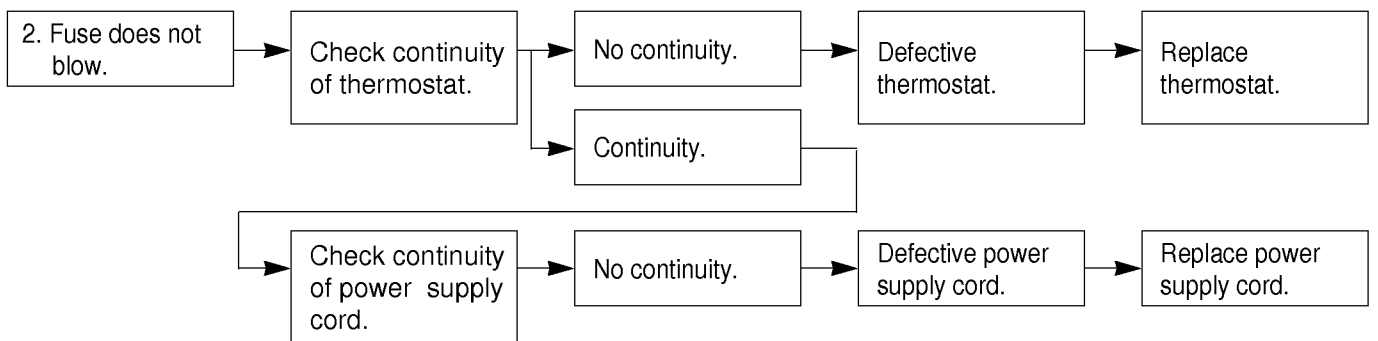 2. Fuse does not
blow.
Check continuity
of thermostat.
No continuity.
Defective
thermostat.
Replace
thermostat.
Continuity.
Check continuity
of power supply
cord.
No continuity.
Defective power
supply cord.
Replace power
supply cord.